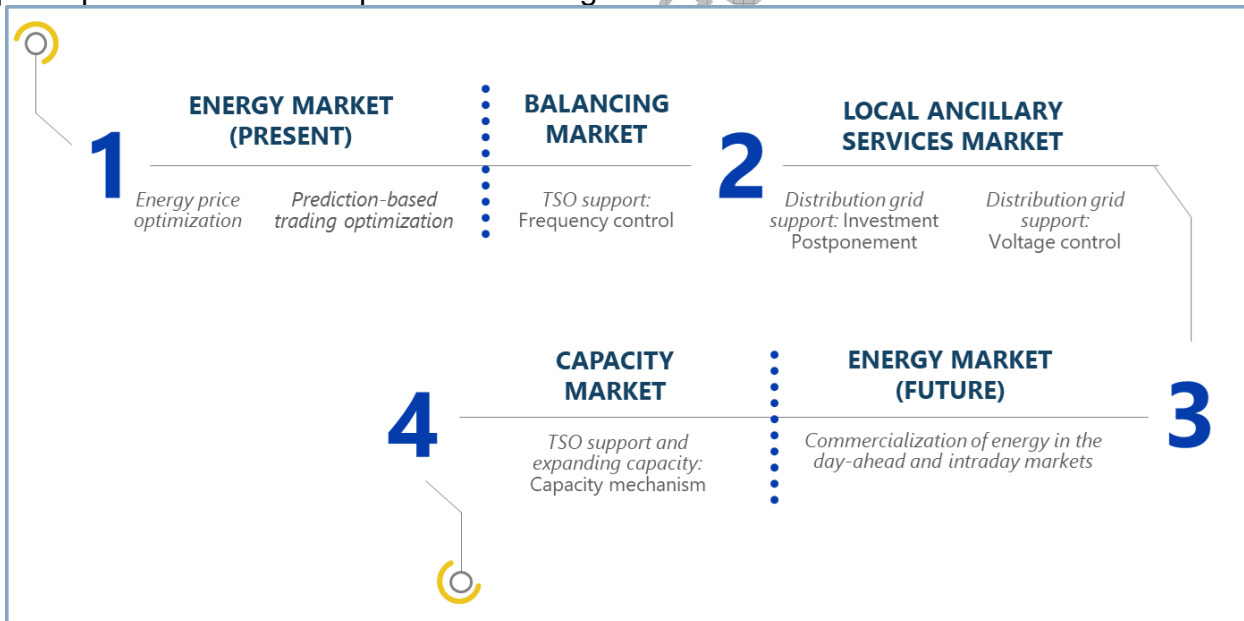 1
ENERGY MARKET
(PRESENT)
Energy price
optimization
Prediction-based
trading optimization
BALANCING
MARKET
TSO support:
Frequency control
2
LOCAL ANCILLARY
SERVICES MARKET
Distribution grid
support: Investment
Postponement
Distribution grid
support:
Voltage control
3
ENERGY MARKET
(FUTURE)
Commercialization of energy in the
day-ahead and intraday markets
4
CAPACITY
MARKET
TSO support and
expanding capacity:
Capacity mechanism